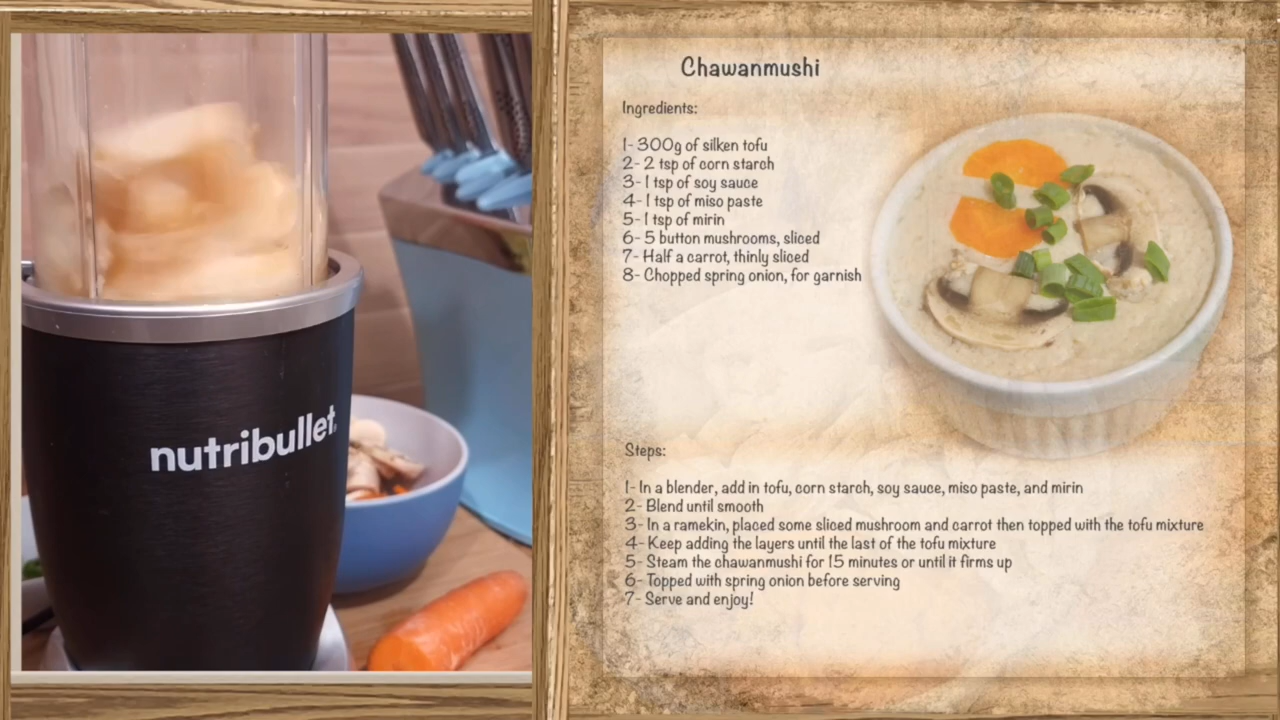 nutribullet.
Chawanmushi
Ingredients:
1- 300g of silken tofu
2- 2 tsp of corn starch
3- 1 tsp of soy sauce
4- 1 tsp of miso paste
5- 1 tsp of mirin
6- 5 button mushrooms, sliced
7- Half a carrot, thinly sliced
8- Chopped spring onion, for garnish
Steps:
1- In a blender, add in tofu, corn starch, soy sauce, miso paste, and mirin
2- Blend until smooth
3- In a ramekin, placed some sliced mushroom and carrot then topped with the tofu mixture
4- Keep adding the layers until the last of the tofu mixture
5- Steam the chawanmushi for 15 minutes or until it firms up
6- Topped with spring onion before serving
7- Serve and enjoy!